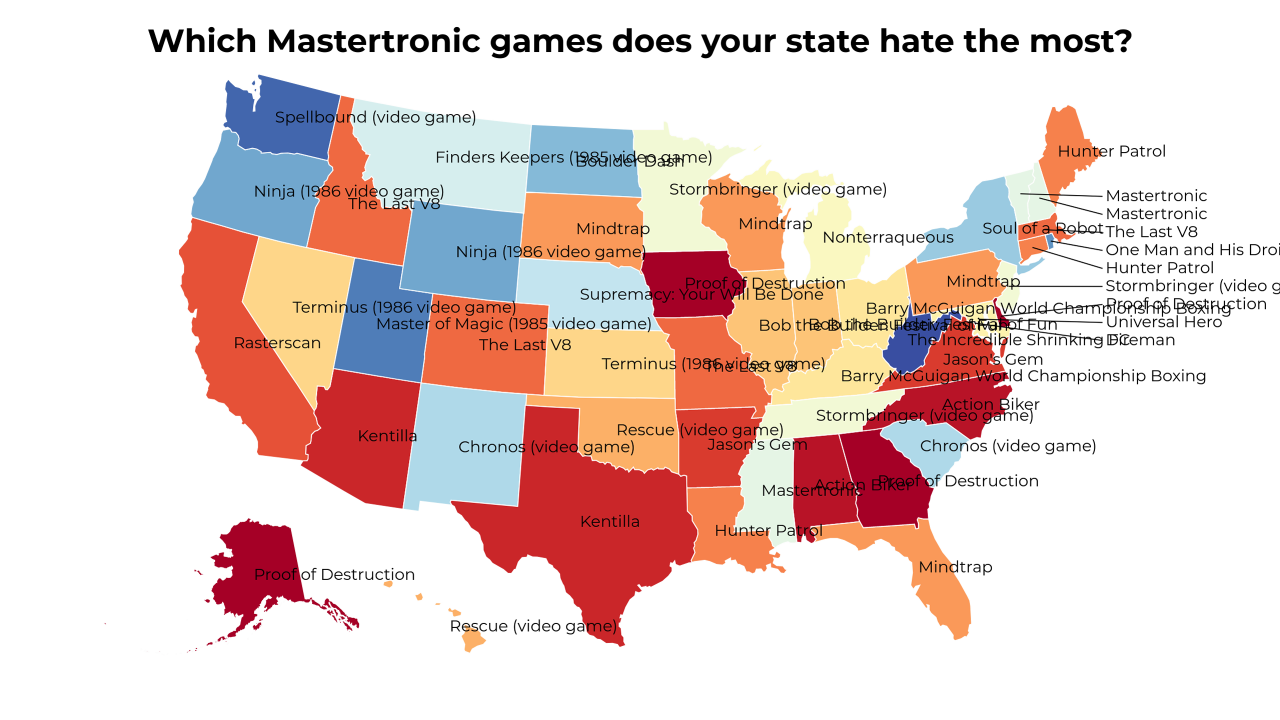 Which Mastertronic games does your state hate the most?
Spellbound (video game)
Hunter Patrol
Finders Keepers (1985 video game)
Boulder Dash
Stormbringer (video game)
Ninja (1986 video game)
The Last V8
Mastertronic
Mastertronic
Mindtrap
Mindtrap
Soul of a Robot
The Last V8
Nonterraqueous
One Man and His Droi
Ninja (1986 video game)
Hunter Patrol
Mindtrap
Proof of Destruction
Stormbringer (video g
Supremacy: Your Will Be Done
Proof of Destruction
Terminus (1986 video game)
Barry McGuigan World Championship Boxing
Master of Magic (1985 video game)
Bob the Builder: Festival of Fun
Bob the Builder: Festival of Fun
Universal Hero
Rasterscan
The Last V8
The Incredible Shrinking Fireman
Terminus (1986 video game)
The Last V8
Jason's Gem
Barry McGuigan World Championship Boxing
Action Biker
Stormbringer (video game)
Kentilla
Rescue (video game)
Chronos (video game)
Jason's Gem
Chronos (video game)
Action Biker
Proof of Destruction
Mastertronic
Kentilla
Hunter Patrol
Mindtrap
Proof of Destruction
Rescue (video game)